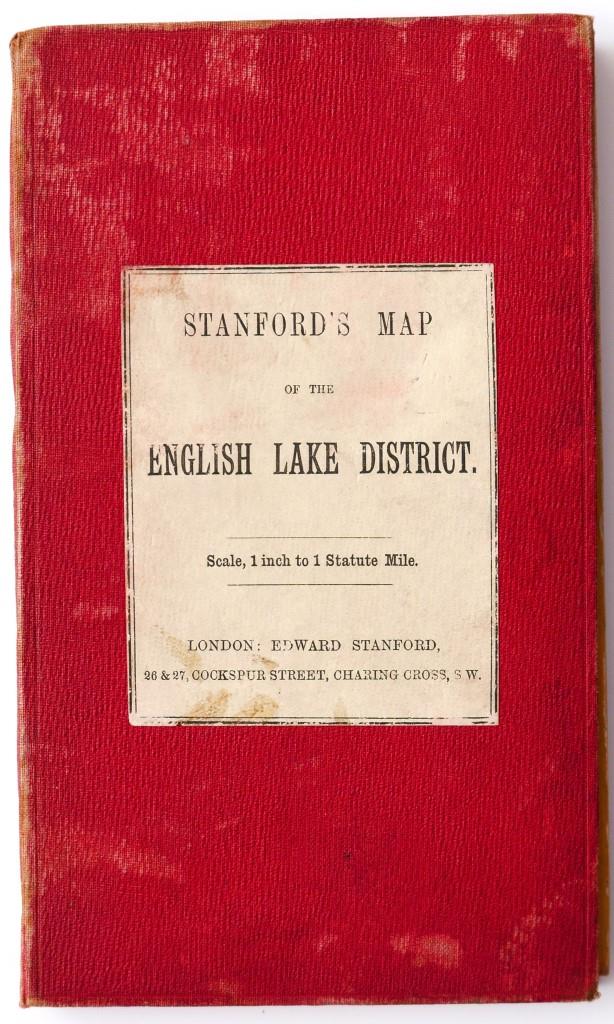 STANFORD'S MAP
OF THE
ENGLISH LAKE DISTRICT.
Scale, 1 inch to 1 Statute Mile.
LONDON: EDWARD STANFORD,
26 & 27, COCKSPUR STREET, CHARING CROSS, S W.